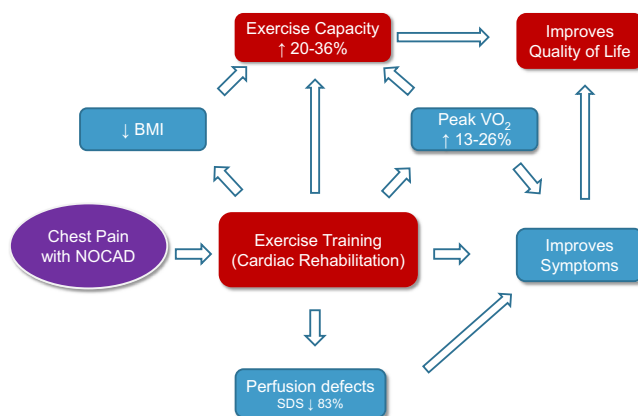 Exercise Capacity
↑ 20-36%
Improves
Quality of Life
↓ BMI
Peak VO₂
↑ 13-26%
Chest Pain
with NOCAD
Exercise Training
(Cardiac Rehabilitation)
Improves
Symptoms
Perfusion defects
SDS ↓ 83%